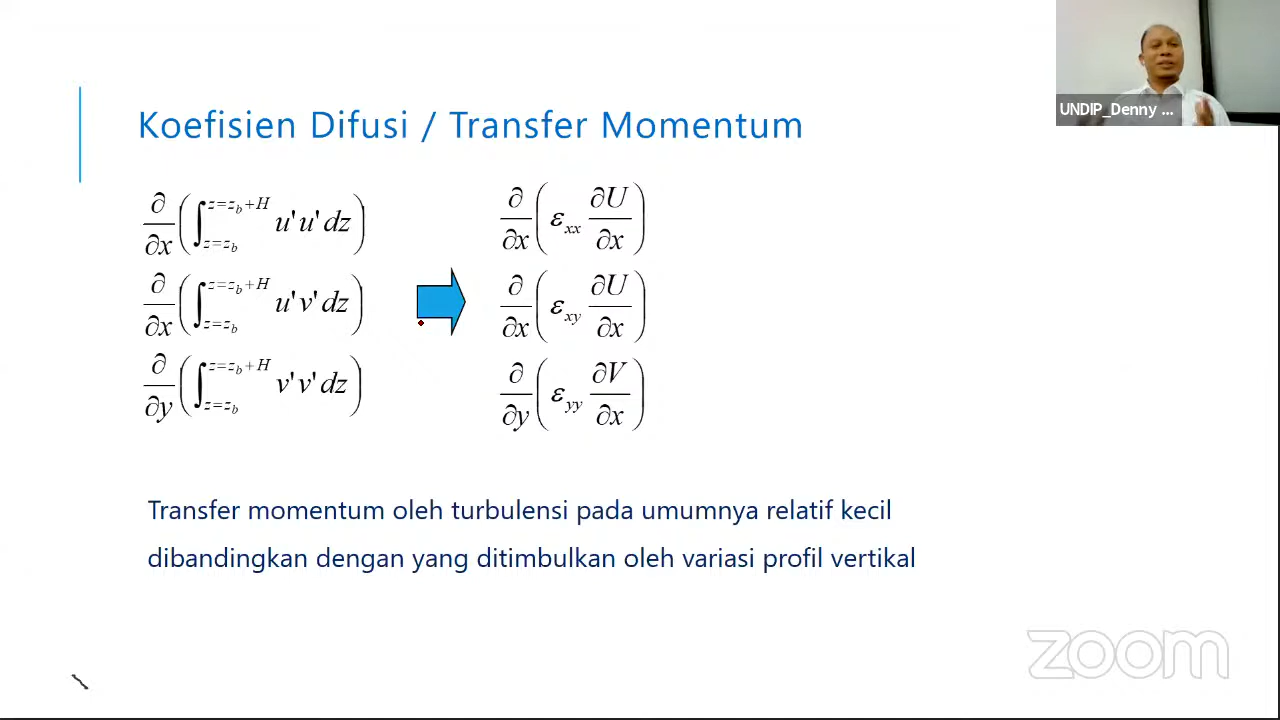 UNDIP_Denny ...
Koefisien Difusi / Transfer Momentum
∂/∂x (∫_{z=z_b}^{z=z_b+H} u'u' dz)
∂/∂x (∫_{z=z_b}^{z=z_b+H} u'v' dz)
∂/∂y (∫_{z=z_b}^{z=z_b+H} v'v' dz)
∂/∂x (ε_xx ∂U/∂x)
∂/∂x (ε_xy ∂U/∂x)
∂/∂y (ε_yy ∂V/∂x)
Transfer momentum oleh turbulensi pada umumnya relatif kecil
dibandingkan dengan yang ditimbulkan oleh variasi profil vertikal
zoom